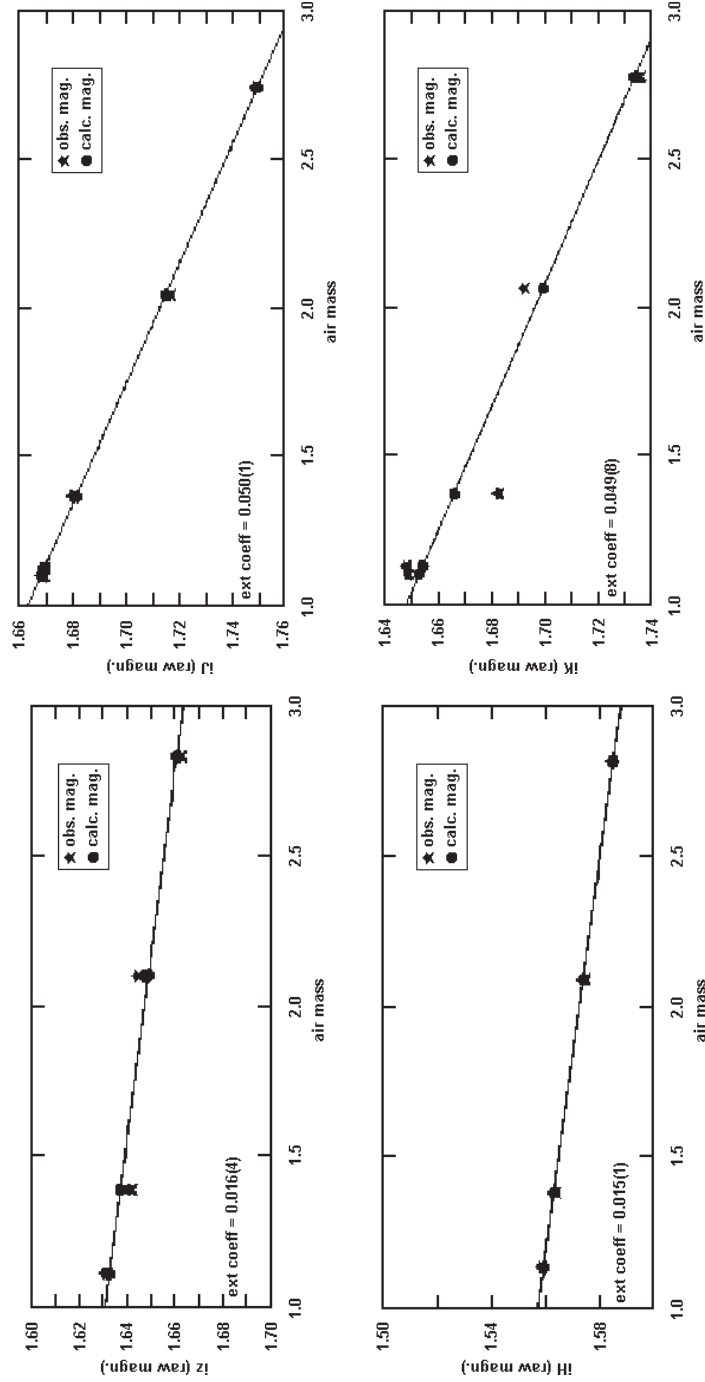 iz (raw magn.)
1.60
1.62
1.64
1.66
1.68
1.70
obs. mag.
calc. mag.
ext coeff = 0.016(4)
1.0
1.5
2.0
2.5
3.0
air mass
iJ (raw magn.)
1.66
1.68
1.70
1.72
1.74
1.76
obs. mag.
calc. mag.
ext coeff = 0.050(1)
1.0
1.5
2.0
2.5
3.0
air mass
iH (raw magn.)
1.50
1.54
1.58
obs. mag.
calc. mag.
ext coeff = 0.015(1)
1.0
1.5
2.0
2.5
3.0
air mass
iK (raw magn.)
1.64
1.66
1.68
1.70
1.72
1.74
obs. mag.
calc. mag.
ext coeff = 0.049(8)
1.0
1.5
2.0
2.5
3.0
air mass